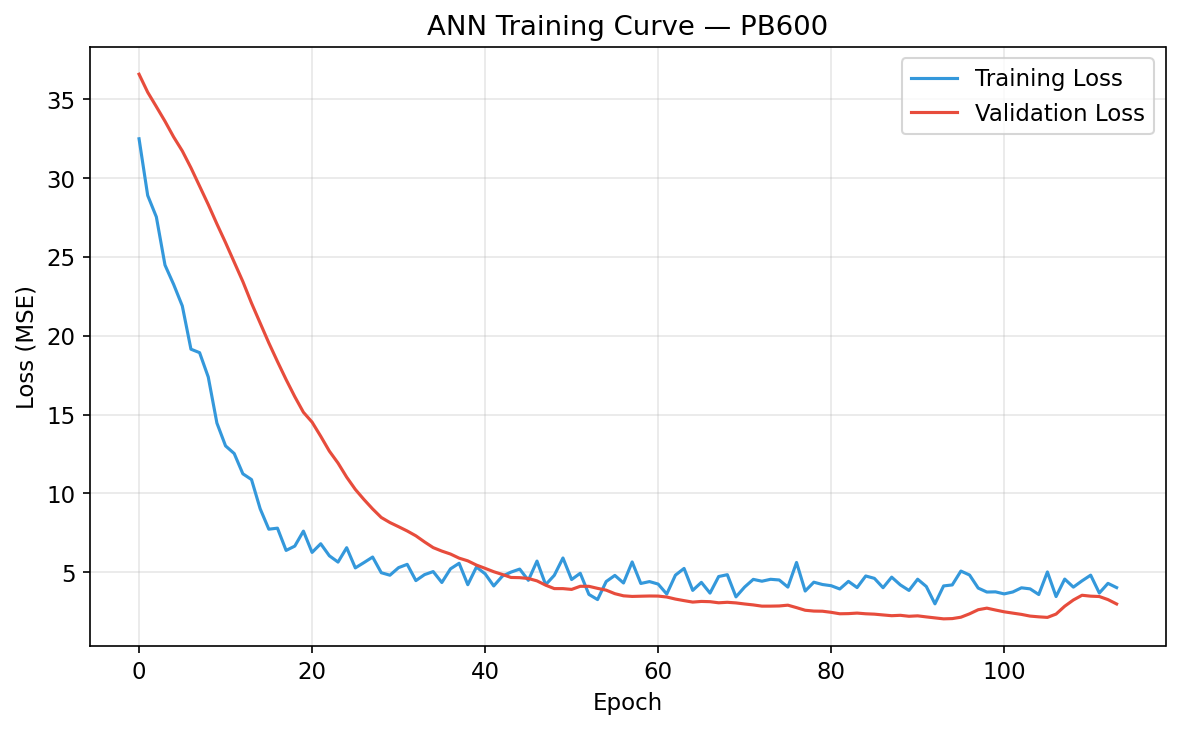 ANN Training Curve — PB600
Training Loss
Validation Loss
Loss (MSE)
35
30
25
20
15
10
5
0
20
40
60
80
100
Epoch